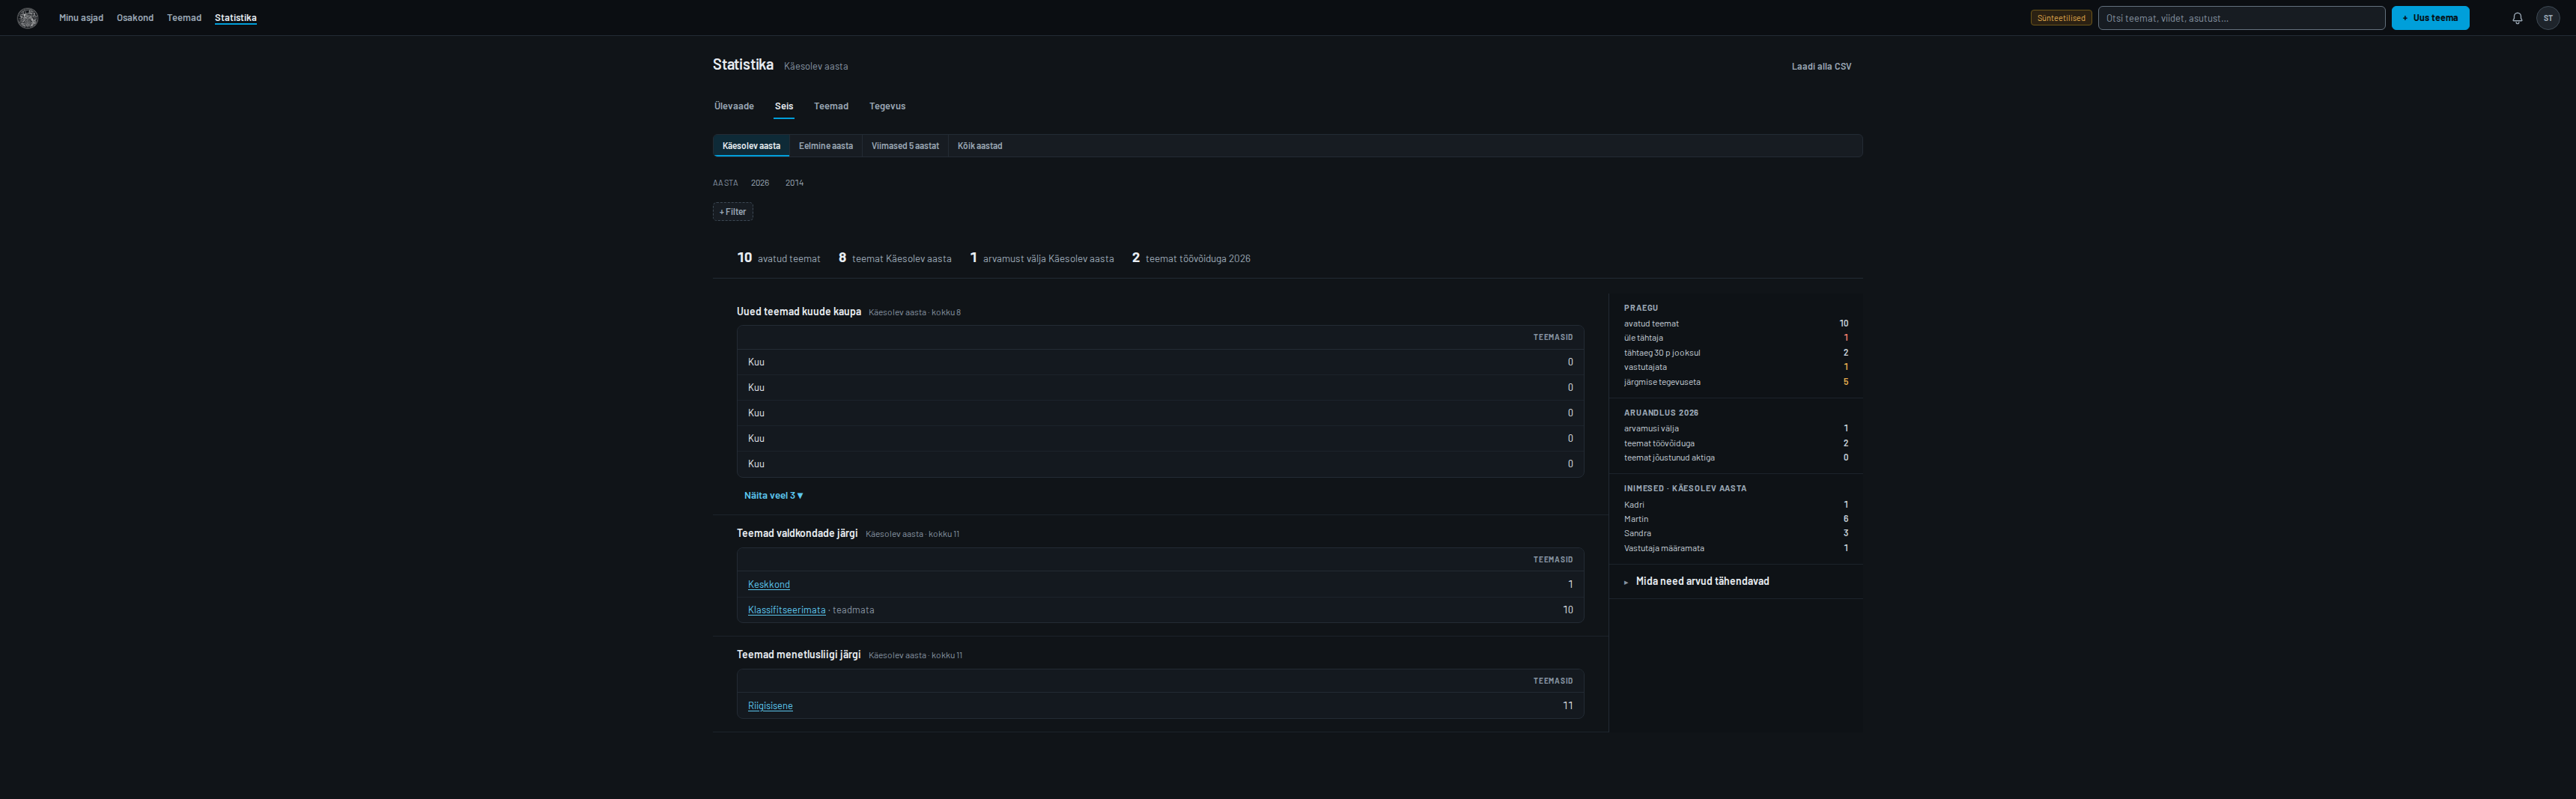 Minu asjad Osakond Teemad Statistika Sünteetilised Otsi teemat, viidet, asutust... + Uus teema ST
Statistika Käesolev aasta Laadi alla CSV
Ülevaade Seis Teemad Tegevus
Käesolev aasta Eelmine aasta Viimased 5 aastat Kõik aastad
AASTA 2026 2014
+ Filter
10 avatud teemat 8 teemat Käesolev aasta 1 arvamust välja Käesolev aasta 2 teemat töövõiduga 2026
Uued teemad kuude kaupa Käesolev aasta · kokku 8
TEEMASID
Kuu 0
Kuu 0
Kuu 0
Kuu 0
Kuu 0
Näita veel 3 ▼
Teemad valdkondade järgi Käesolev aasta · kokku 11
TEEMASID
Keskkond 1
Klassifitseerimata · teadmata 10
Teemad menetlusliigi järgi Käesolev aasta · kokku 11
TEEMASID
Riigisisene 11
PRAEGU
avatud teemat 10
üle tähtaja 1
tähtaeg 30 p jooksul 2
vastutajata 1
järgmise tegevuseta 5
ARUANDLUS 2026
arvamusi välja 1
teemat töövõiduga 2
teemat jõustunud aktiga 0
INIMESED · KÄESOLEV AASTA
Kadri 1
Martin 6
Sandra 3
Vastutaja määramata 1
▸ Mida need arvud tähendavad